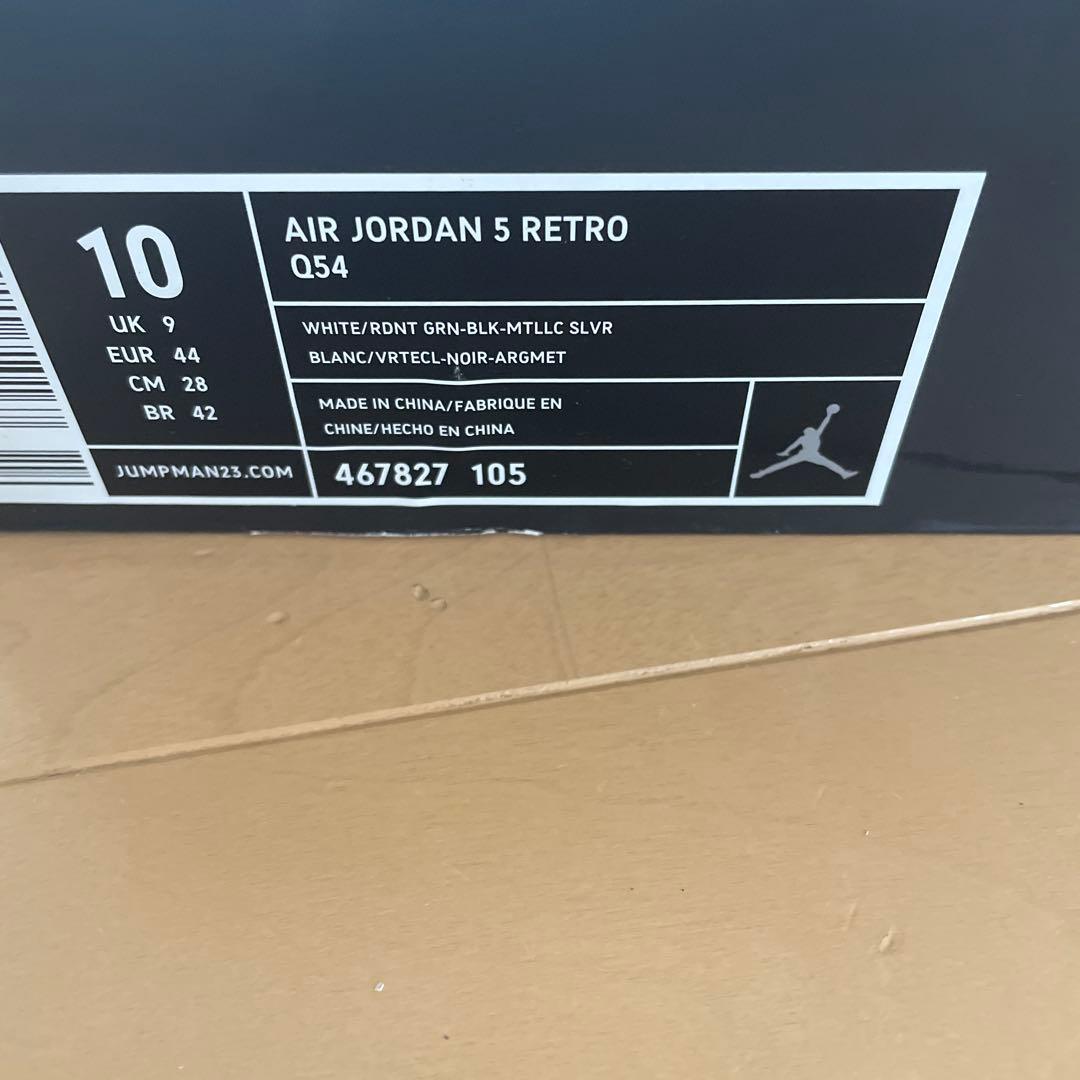 10
UK 9
EUR 44
CM 28
BR 42
JUMPMAN23.COM
AIR JORDAN 5 RETRO
Q54
WHITE/RDNT GRN-BLK-MTLLC SLVR
BLANC/VRTECL-NOIR-ARGMET
MADE IN CHINA/FABRIQUE EN
CHINE/HECHO EN CHINA
467827 105